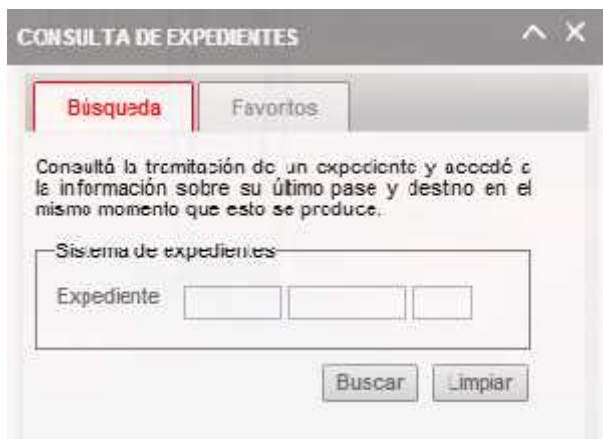 CONSULTA DE EXPEDIENTES
Búsqueda
Favoritos
Consultá la tramitación de un expediente y accedé a
la información sobre su último pase y destino en el
mismo momento que esto se produce.
Sistema de expedientes
Expediente
Buscar
Limpiar